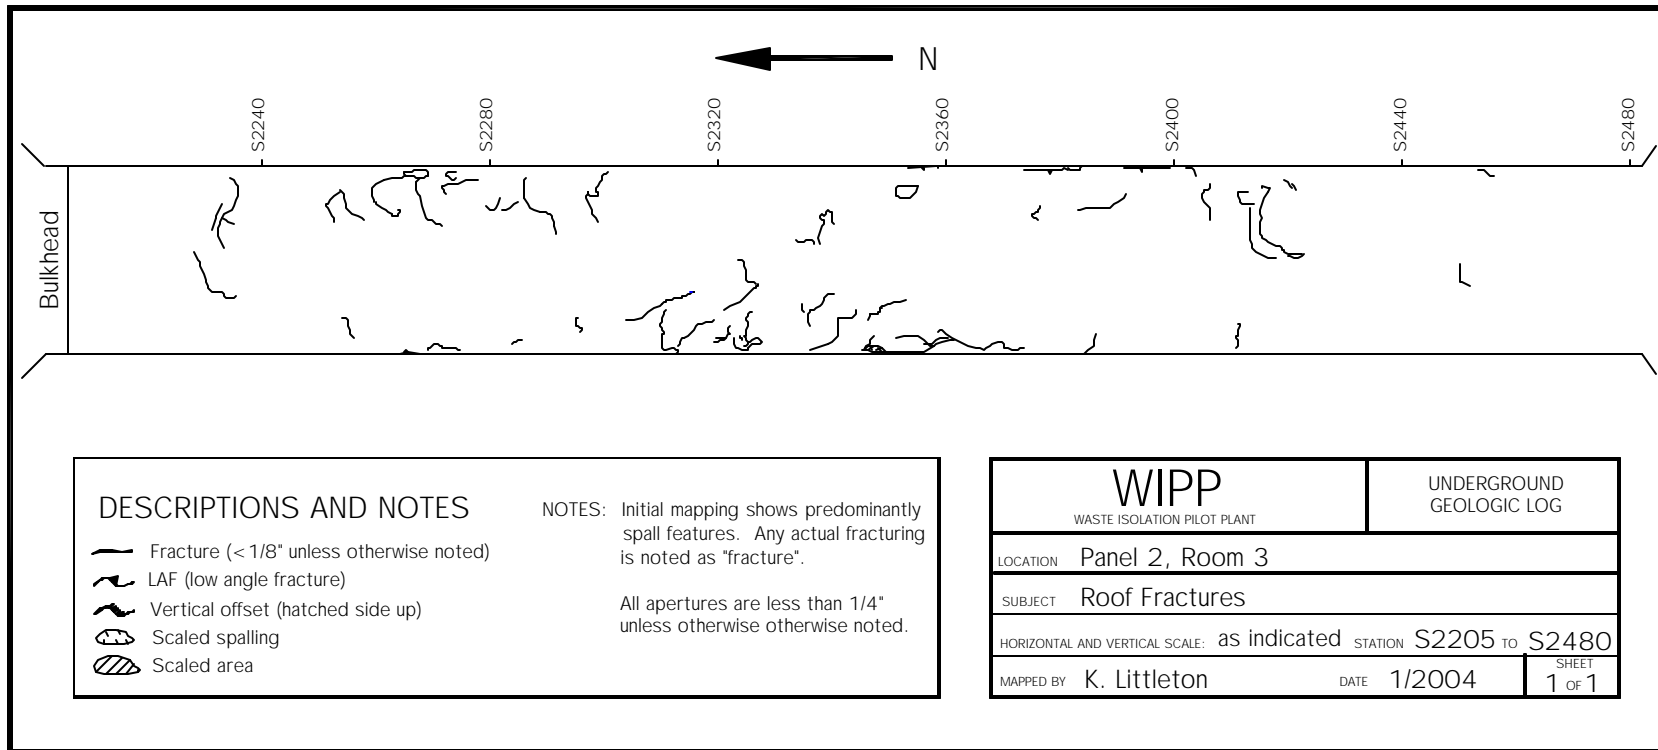 N
S2240
S2280
S2320
S2360
S2400
S2440
S2480
Bulkhead
DESCRIPTIONS AND NOTES
Fracture (<1/8" unless otherwise noted)
LAF (low angle fracture)
Vertical offset (hatched side up)
Scaled spalling
Scaled area
NOTES: Initial mapping shows predominantly
spall features. Any actual fracturing
is noted as "fracture".
All apertures are less than 1/4"
unless otherwise otherwise noted.
WIPP
WASTE ISOLATION PILOT PLANT
UNDERGROUND
GEOLOGIC LOG
LOCATION Panel 2, Room 3
SUBJECT Roof Fractures
HORIZONTAL AND VERTICAL SCALE: as indicated STATION S2205 TO S2480
MAPPED BY K. Littleton DATE 1/2004
SHEET
1 OF 1